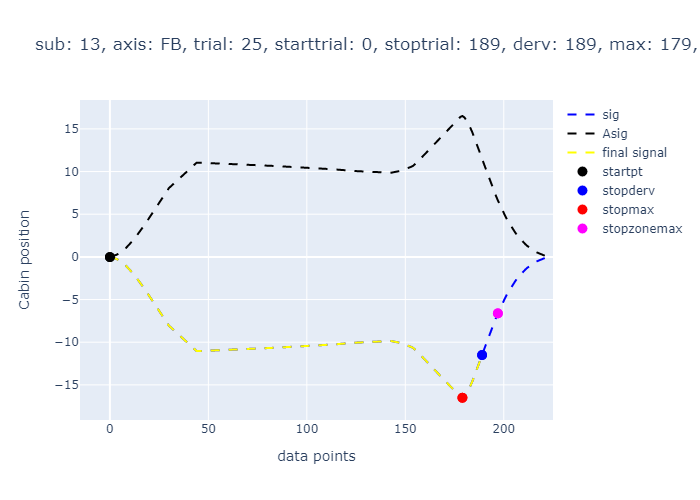 sub: 13, axis: FB, trial: 25, starttrial: 0, stoptrial: 189, derv: 189, max: 179,
15
10
5
0
−5
−10
−15
Cabin position
0
50
100
150
200
data points
sig
Asig
final signal
startpt
stopderv
stopmax
stopzonemax